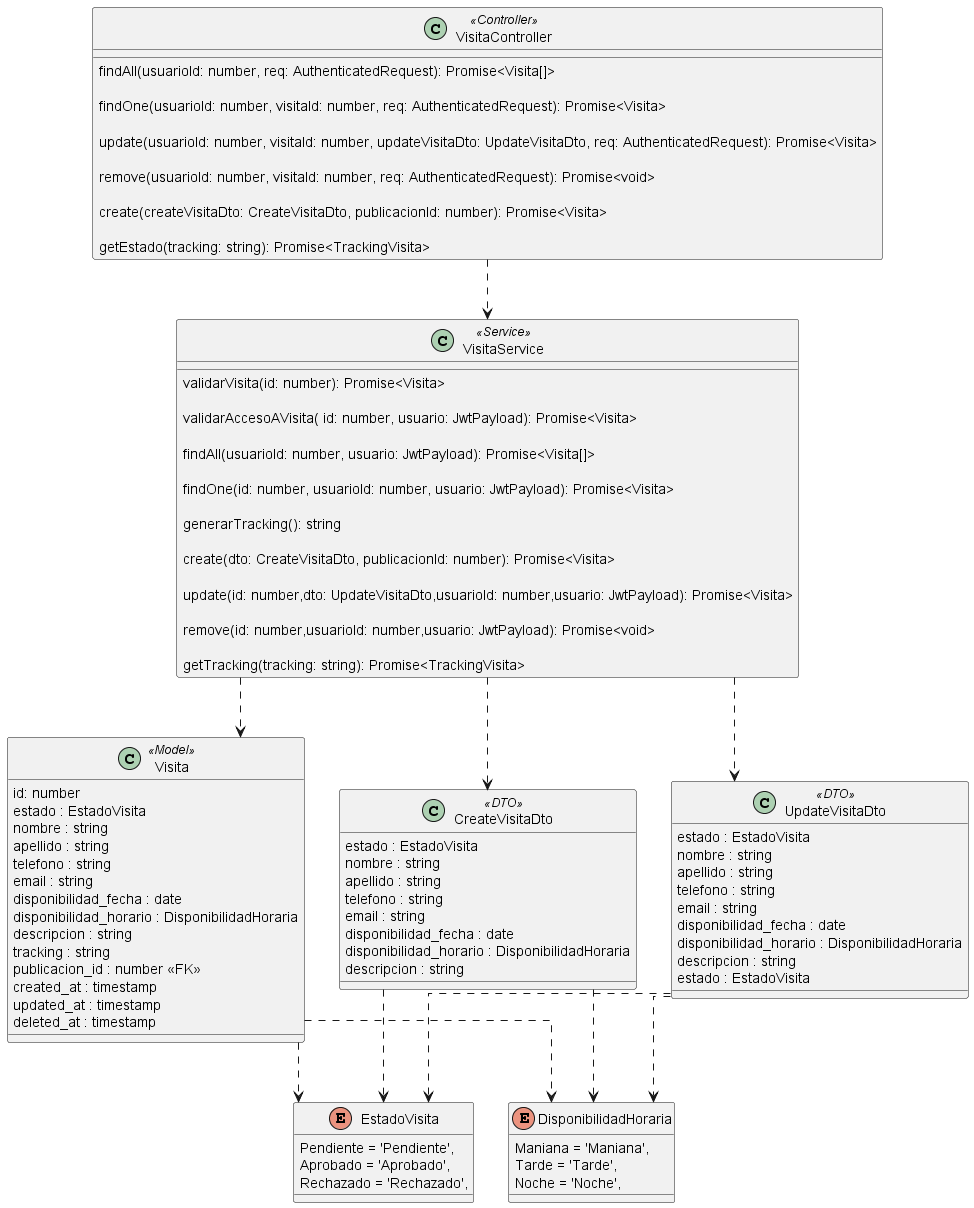 C
«Controller»
VisitaController
findAll(usuarioId: number, req: AuthenticatedRequest): Promise<Visita[]>
findOne(usuarioId: number, visitaId: number, req: AuthenticatedRequest): Promise<Visita>
update(usuarioId: number, visitaId: number, updateVisitaDto: UpdateVisitaDto, req: AuthenticatedRequest): Promise<Visita>
remove(usuarioId: number, visitaId: number, req: AuthenticatedRequest): Promise<void>
create(createVisitaDto: CreateVisitaDto, publicacionId: number): Promise<Visita>
getEstado(tracking: string): Promise<TrackingVisita>
C
«Service»
VisitaService
validarVisita(id: number): Promise<Visita>
validarAccesoAVisita( id: number, usuario: JwtPayload): Promise<Visita>
findAll(usuarioId: number, usuario: JwtPayload): Promise<Visita[]>
findOne(id: number, usuarioId: number, usuario: JwtPayload): Promise<Visita>
generarTracking(): string
create(dto: CreateVisitaDto, publicacionId: number): Promise<Visita>
update(id: number,dto: UpdateVisitaDto,usuarioId: number,usuario: JwtPayload): Promise<Visita>
remove(id: number,usuarioId: number,usuario: JwtPayload): Promise<void>
getTracking(tracking: string): Promise<TrackingVisita>
C
«Model»
Visita
id: number
estado : EstadoVisita
nombre : string
apellido : string
telefono : string
email : string
disponibilidad_fecha : date
disponibilidad_horario : DisponibilidadHoraria
descripcion : string
tracking : string
publicacion_id : number «FK»
created_at : timestamp
updated_at : timestamp
deleted_at : timestamp
C
«DTO»
CreateVisitaDto
estado : EstadoVisita
nombre : string
apellido : string
telefono : string
email : string
disponibilidad_fecha : date
disponibilidad_horario : DisponibilidadHoraria
descripcion : string
C
«DTO»
UpdateVisitaDto
estado : EstadoVisita
nombre : string
apellido : string
telefono : string
email : string
disponibilidad_fecha : date
disponibilidad_horario : DisponibilidadHoraria
descripcion : string
estado : EstadoVisita
E
EstadoVisita
Pendiente = 'Pendiente',
Aprobado = 'Aprobado',
Rechazado = 'Rechazado',
E
DisponibilidadHoraria
Maniana = 'Maniana',
Tarde = 'Tarde',
Noche = 'Noche',